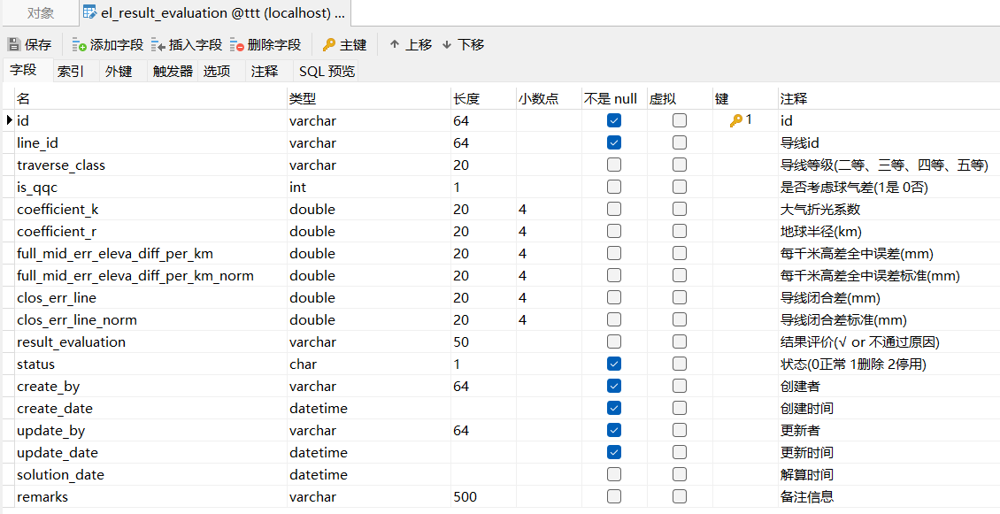 对象 el_result_evaluation @ttt (localhost) ...
保存 添加字段 插入字段 删除字段 主键 上移 下移
字段 索引 外键 触发器 选项 注释 SQL 预览
名 类型 长度 小数点 不是 null 虚拟 键 注释
id varchar 64 1 id
line_id varchar 64 导线id
traverse_class varchar 20 导线等级(二等、三等、四等、五等)
is_qqc int 1 是否考虑球气差(1是 0否)
coefficient_k double 20 4 大气折光系数
coefficient_r double 20 4 地球半径(km)
full_mid_err_eleva_diff_per_km double 20 4 每千米高差全中误差(mm)
full_mid_err_eleva_diff_per_km_norm double 20 4 每千米高差全中误差标准(mm)
clos_err_line double 20 4 导线闭合差(mm)
clos_err_line_norm double 20 4 导线闭合差标准(mm)
result_evaluation varchar 50 结果评价(√ or 不通过原因)
status char 1 状态(0正常 1删除 2停用)
create_by varchar 64 创建者
create_date datetime 创建时间
update_by varchar 64 更新者
update_date datetime 更新时间
solution_date datetime 解算时间
remarks varchar 500 备注信息